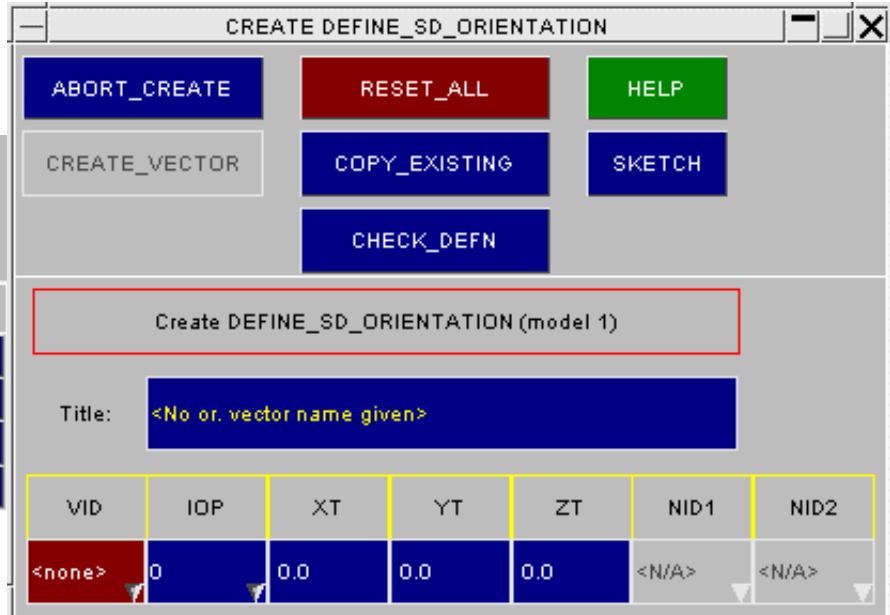 CREATE DEFINE_SD_ORIENTATION
ABORT_CREATE RESET_ALL HELP
CREATE_VECTOR COPY_EXISTING SKETCH
CHECK_DEFN
Create DEFINE_SD_ORIENTATION (model 1)
Title: <No or. vector name given>
VID IOP XT YT ZT NID1 NID2
<none> 0 0.0 0.0 0.0 <N/A> <N/A>